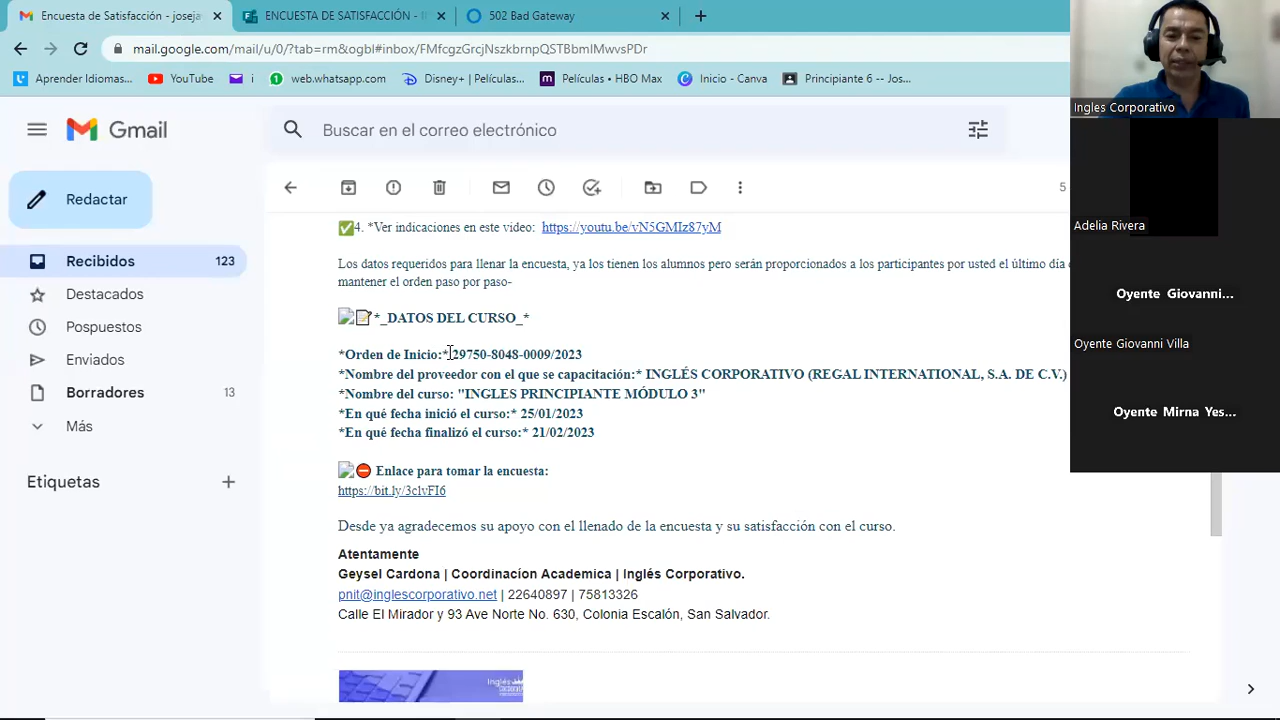 Encuesta de Satisfacción - joseja
ENCUESTA DE SATISFACCIÓN - I
502 Bad Gateway
mail.google.com/mail/u/0/?tab=rm&ogbl#inbox/FMfcgzGrcjNszkbrnpQSTBbmlMwvsPDr
Aprender Idiomas...
YouTube
i
web.whatsapp.com
Disney+ | Películas...
Películas • HBO Max
Inicio - Canva
Principiante 6 -- Jos...
Gmail
Buscar en el correo electrónico
Redactar
5
Recibidos 123
Destacados
Pospuestos
Enviados
Borradores 13
Más
Etiquetas
✅4. *Ver indicaciones en este video: https://youtu.be/vN5GMIz87yM
Los datos requeridos para llenar la encuesta, ya los tienen los alumnos pero serán proporcionados a los participantes por usted el último día
mantener el orden paso por paso-
*_DATOS DEL CURSO_*
*Orden de Inicio:* 29750-8048-0009/2023
*Nombre del proveedor con el que se capacitación:* INGLÉS CORPORATIVO (REGAL INTERNATIONAL, S.A. DE C.V.)
*Nombre del curso: "INGLES PRINCIPIANTE MÓDULO 3"
*En qué fecha inició el curso:* 25/01/2023
*En qué fecha finalizó el curso:* 21/02/2023
Enlace para tomar la encuesta:
https://bit.ly/3clvFI6
Desde ya agradecemos su apoyo con el llenado de la encuesta y su satisfacción con el curso.
Atentamente
Geysel Cardona | Coordinacíon Academica | Inglés Corporativo.
pnit@inglescorporativo.net | 22640897 | 75813326
Calle El Mirador y 93 Ave Norte No. 630, Colonia Escalón, San Salvador.
Ingles Corporativo
Adelia Rivera
Oyente Giovanni...
Oyente Giovanni Villa
Oyente Mirna Yes...